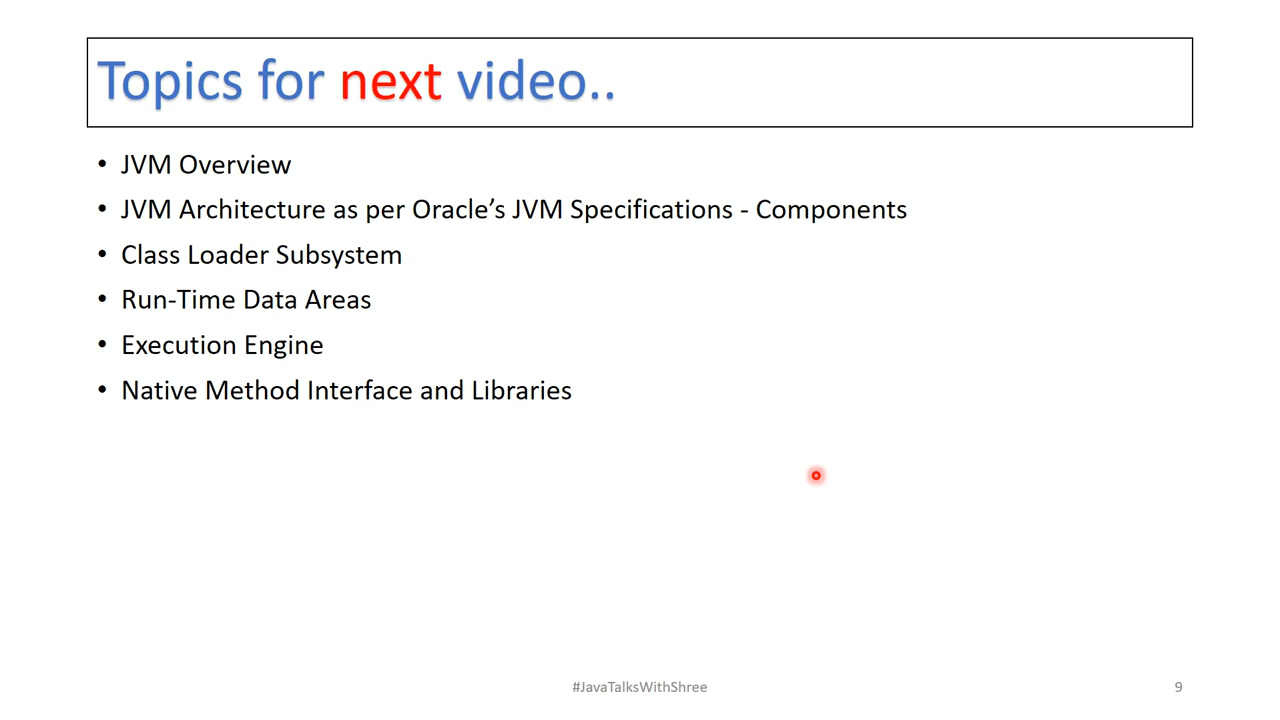 Topics for next video..
• JVM Overview
• JVM Architecture as per Oracle’s JVM Specifications - Components
• Class Loader Subsystem
• Run-Time Data Areas
• Execution Engine
• Native Method Interface and Libraries
#JavaTalksWithShree
9